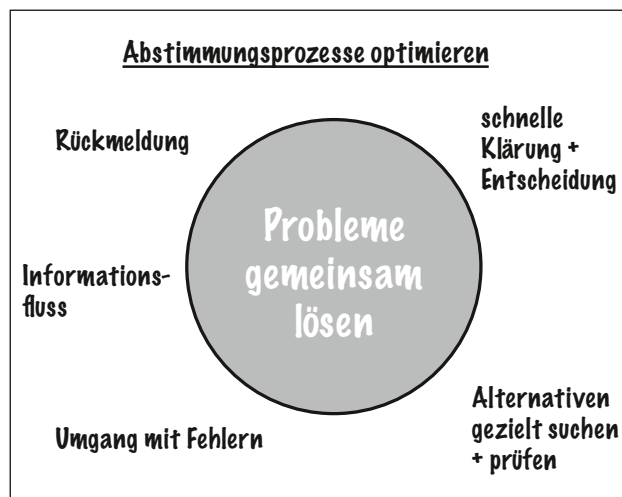 Abstimmungsprozesse optimieren
Rückmeldung
schnelle
Klärung +
Entscheidung
Probleme
gemeinsam
lösen
Informations-
fluss
Umgang mit Fehlern
Alternativen
gezielt suchen
+ prüfen